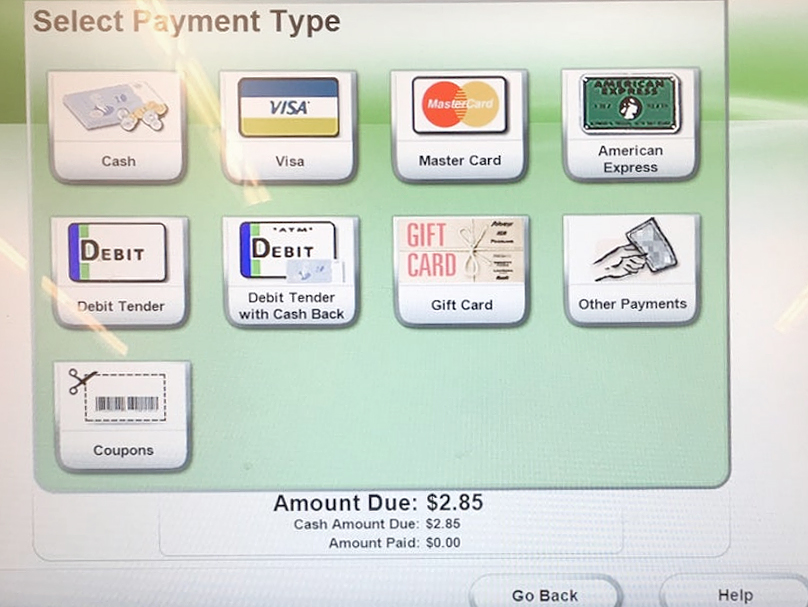 Select Payment Type
VISA
MasterCard
AMERICAN
EXPRESS
Cash
Visa
Master Card
American
Express
DEBIT
"ATM"
DEBIT
GIFT
CARD
Debit Tender
Debit Tender
with Cash Back
Gift Card
Other Payments
Coupons
Amount Due: $2.85
Cash Amount Due: $2.85
Amount Paid: $0.00
Go Back
Help